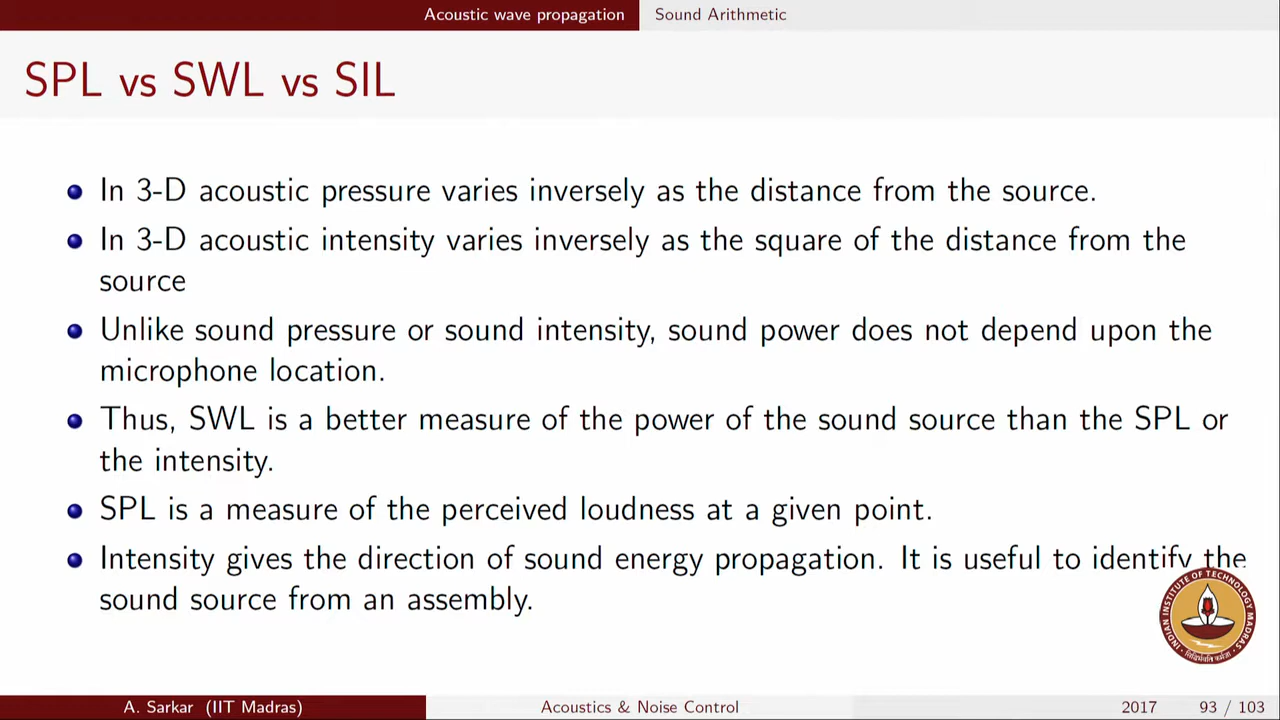 Acoustic wave propagation Sound Arithmetic
SPL vs SWL vs SIL
In 3-D acoustic pressure varies inversely as the distance from the source.
In 3-D acoustic intensity varies inversely as the square of the distance from the
source
Unlike sound pressure or sound intensity, sound power does not depend upon the
microphone location.
Thus, SWL is a better measure of the power of the sound source than the SPL or
the intensity.
SPL is a measure of the perceived loudness at a given point.
Intensity gives the direction of sound energy propagation. It is useful to identify the
sound source from an assembly.
INDIAN INSTITUTE OF TECHNOLOGY MADRAS
A. Sarkar (IIT Madras) Acoustics & Noise Control 2017 93 / 103